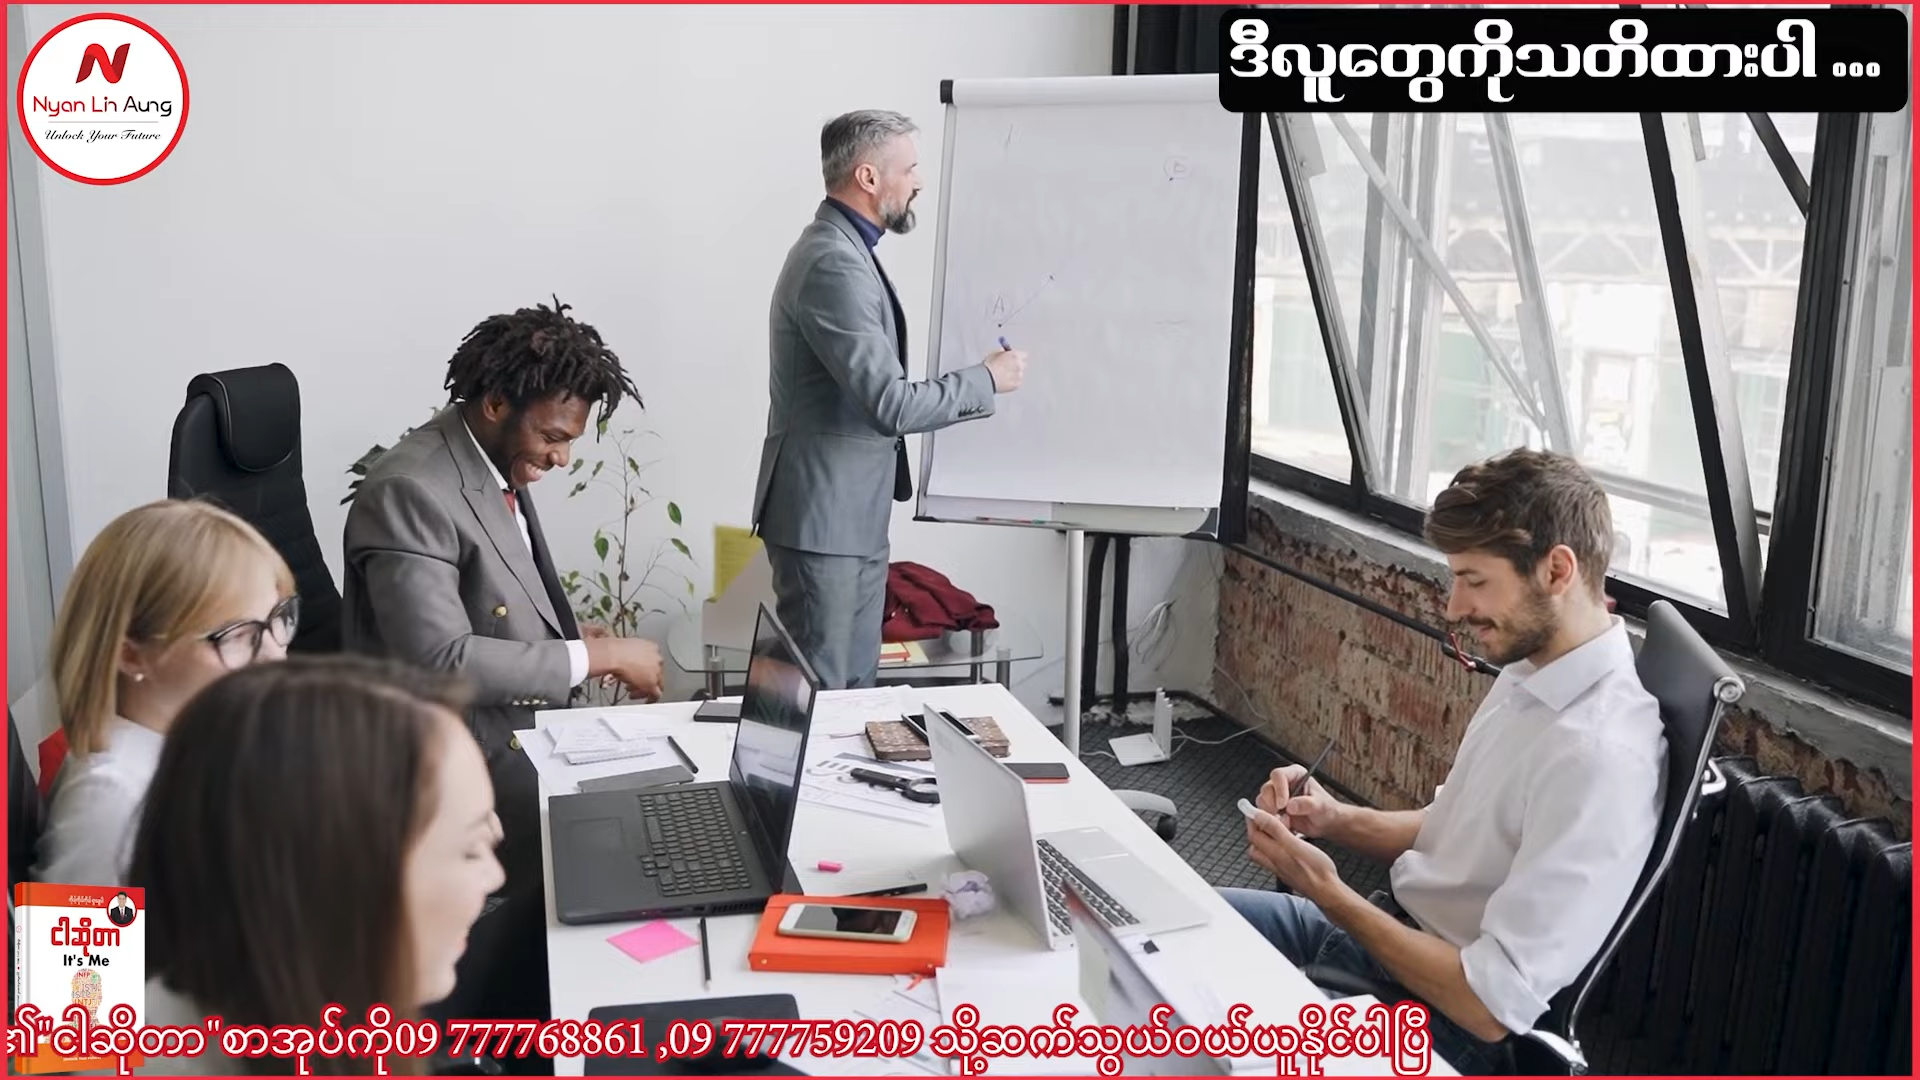 ဒီလူတွေကိုသတိထားပါ ...
N
Nyan Lin Aung
Unlock Your Future
A
B
ငါဆိုတာ
It's Me
INFP
၏"ငါဆိုတာ"စာအုပ်ကို09 777768861 ,09 777759209 သို့ဆက်သွယ်ဝယ်ယူနိုင်ပါပြီ